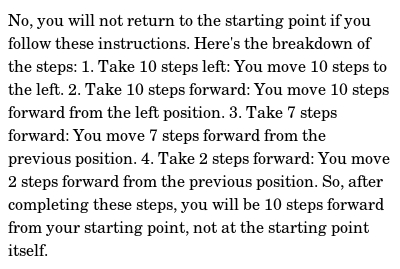 No, you will not return to the starting point if you
follow these instructions. Here's the breakdown of
the steps: 1. Take 10 steps left: You move 10 steps to
the left. 2. Take 10 steps forward: You move 10 steps
forward from the left position. 3. Take 7 steps
forward: You move 7 steps forward from the
previous position. 4. Take 2 steps forward: You move
2 steps forward from the previous position. So, after
completing these steps, you will be 10 steps forward
from your starting point, not at the starting point
itself.